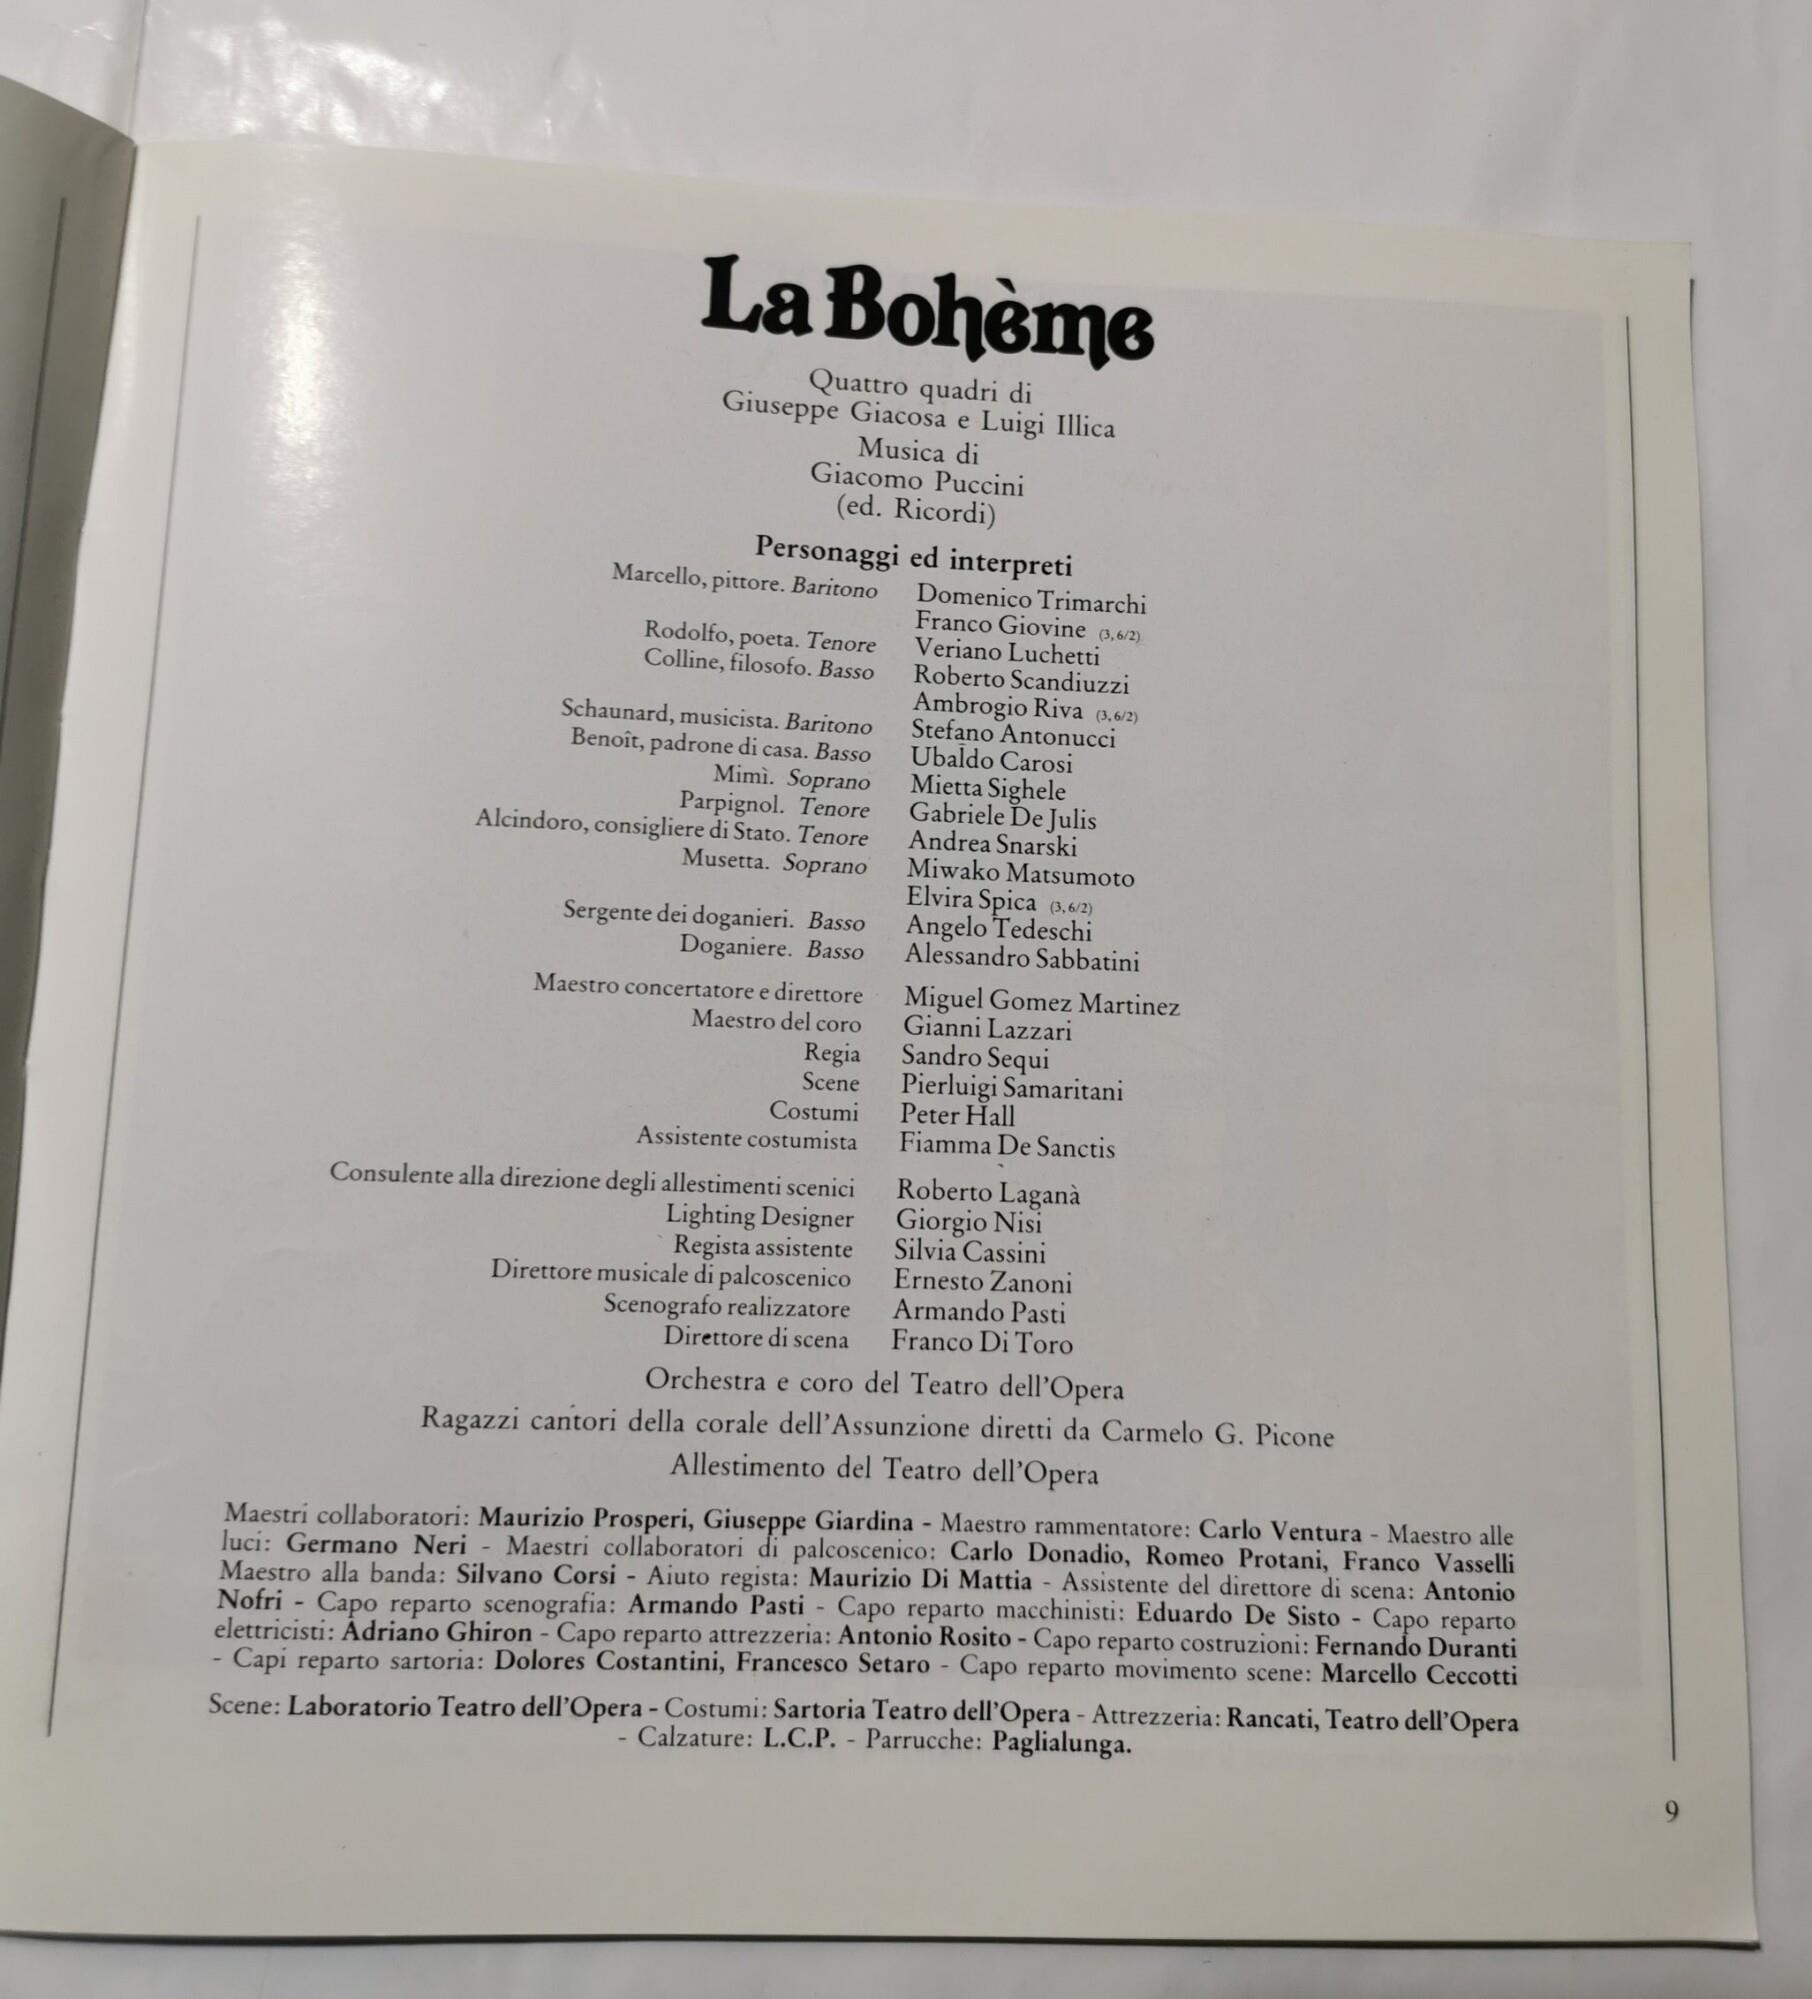 La Bohème
Quattro quadri di
Giuseppe Giacosa e Luigi Illica
Musica di
Giacomo Puccini
(ed. Ricordi)
Personaggi ed interpreti
Marcello, pittore. Baritono Domenico Trimarchi
Franco Giovine (3, 6/2)
Rodolfo, poeta. Tenore Veriano Luchetti
Colline, filosofo. Basso Roberto Scandiuzzi
Ambrogio Riva (3, 6/2)
Schaunard, musicista. Baritono Stefano Antonucci
Benoît, padrone di casa. Basso Ubaldo Carosi
Mimì. Soprano Mietta Sighele
Parpignol. Tenore Gabriele De Julis
Alcindoro, consigliere di Stato. Tenore Andrea Snarski
Musetta. Soprano Miwako Matsumoto
Elvira Spica (3, 6/2)
Sergente dei doganieri. Basso Angelo Tedeschi
Doganiere. Basso Alessandro Sabbatini
Maestro concertatore e direttore Miguel Gomez Martinez
Maestro del coro Gianni Lazzari
Regia Sandro Sequi
Scene Pierluigi Samaritani
Costumi Peter Hall
Assistente costumista Fiamma De Sanctis
Consulente alla direzione degli allestimenti scenici Roberto Laganà
Lighting Designer Giorgio Nisi
Regista assistente Silvia Cassini
Direttore musicale di palcoscenico Ernesto Zanoni
Scenografo realizzatore Armando Pasti
Direttore di scena Franco Di Toro
Orchestra e coro del Teatro dell'Opera
Ragazzi cantori della corale dell'Assunzione diretti da Carmelo G. Picone
Allestimento del Teatro dell'Opera
Maestri collaboratori: Maurizio Prosperi, Giuseppe Giardina - Maestro rammentatore: Carlo Ventura - Maestro alle
luci: Germano Neri - Maestri collaboratori di palcoscenico: Carlo Donadio, Romeo Protani, Franco Vasselli
Maestro alla banda: Silvano Corsi - Aiuto regista: Maurizio Di Mattia - Assistente del direttore di scena: Antonio
Nofri - Capo reparto scenografia: Armando Pasti - Capo reparto macchinisti: Eduardo De Sisto - Capo reparto
elettricisti: Adriano Ghiron - Capo reparto attrezzeria: Antonio Rosito - Capo reparto costruzioni: Fernando Duranti
- Capi reparto sartoria: Dolores Costantini, Francesco Setaro - Capo reparto movimento scene: Marcello Ceccotti
Scene: Laboratorio Teatro dell'Opera - Costumi: Sartoria Teatro dell'Opera - Attrezzeria: Rancati, Teatro dell'Opera
- Calzature: L.C.P. - Parrucche: Paglialunga.
9